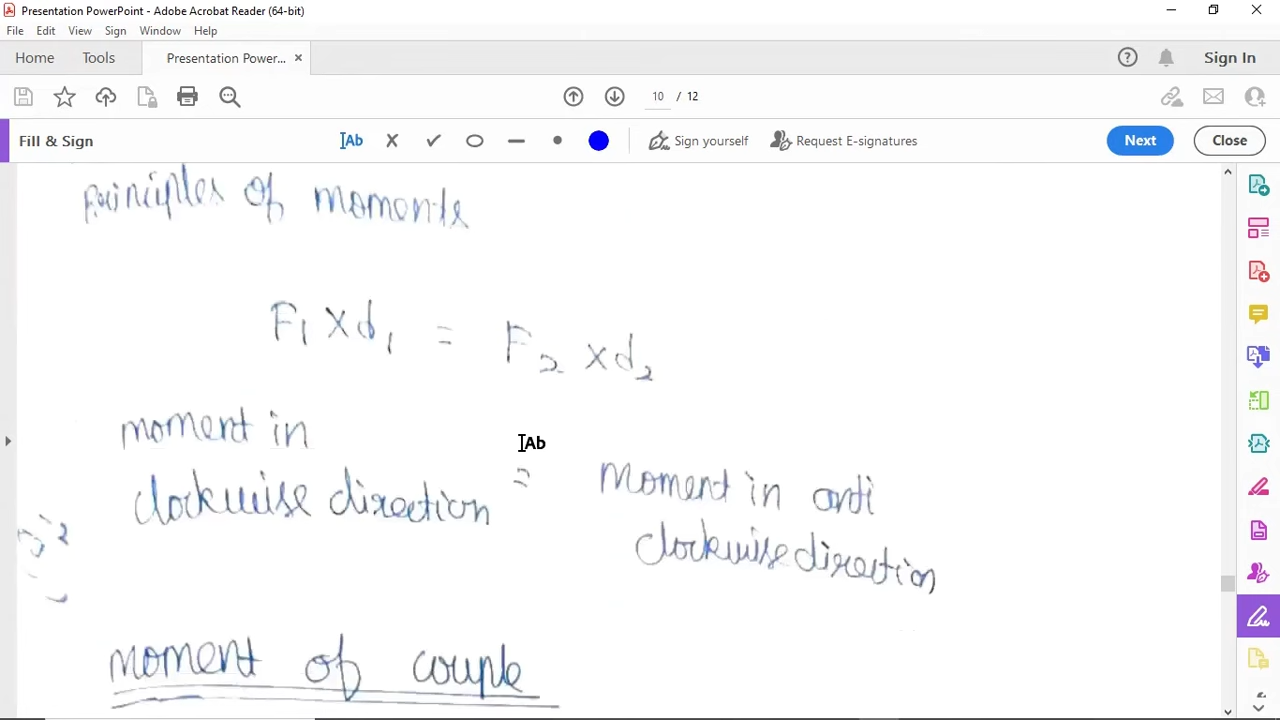 Presentation PowerPoint - Adobe Acrobat Reader (64-bit)
File Edit View Sign Window Help
Home Tools Presentation Power... × ? Sign In
10 / 12
Fill & Sign Ab Sign yourself Request E-signatures Next Close
Principles of moments
F1 × d1 = F2 × d2
moment in
clockwise direction = moment in anti
clockwise direction
Ab
moment of couple